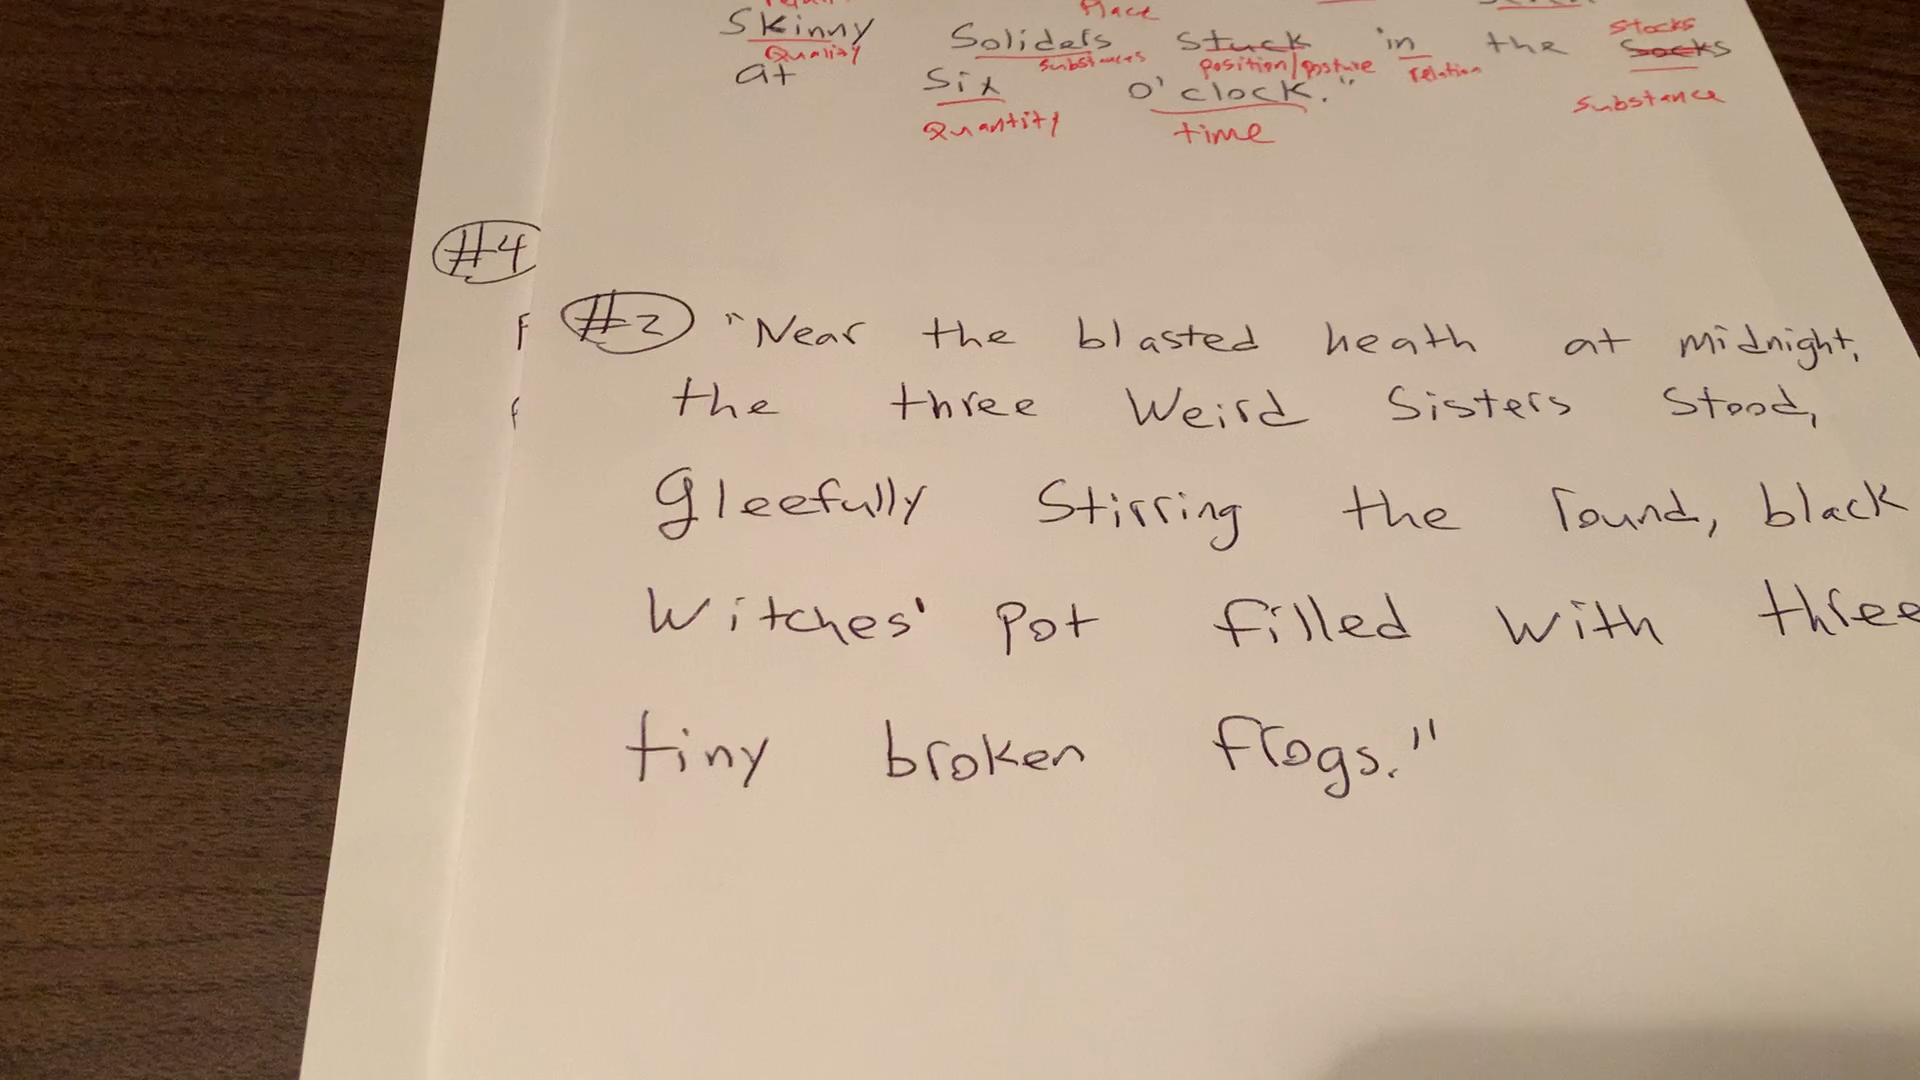 Place
Skinny Soliders stuck in the socks
stocks
Quality substances position/posture relation
at six o'clock."
substance
Quantity time
#4
#2 "Near the blasted heath at midnight,
the three Weird Sisters stood,
gleefully stirring the round, black
Witches' pot filled with three
tiny broken frogs."